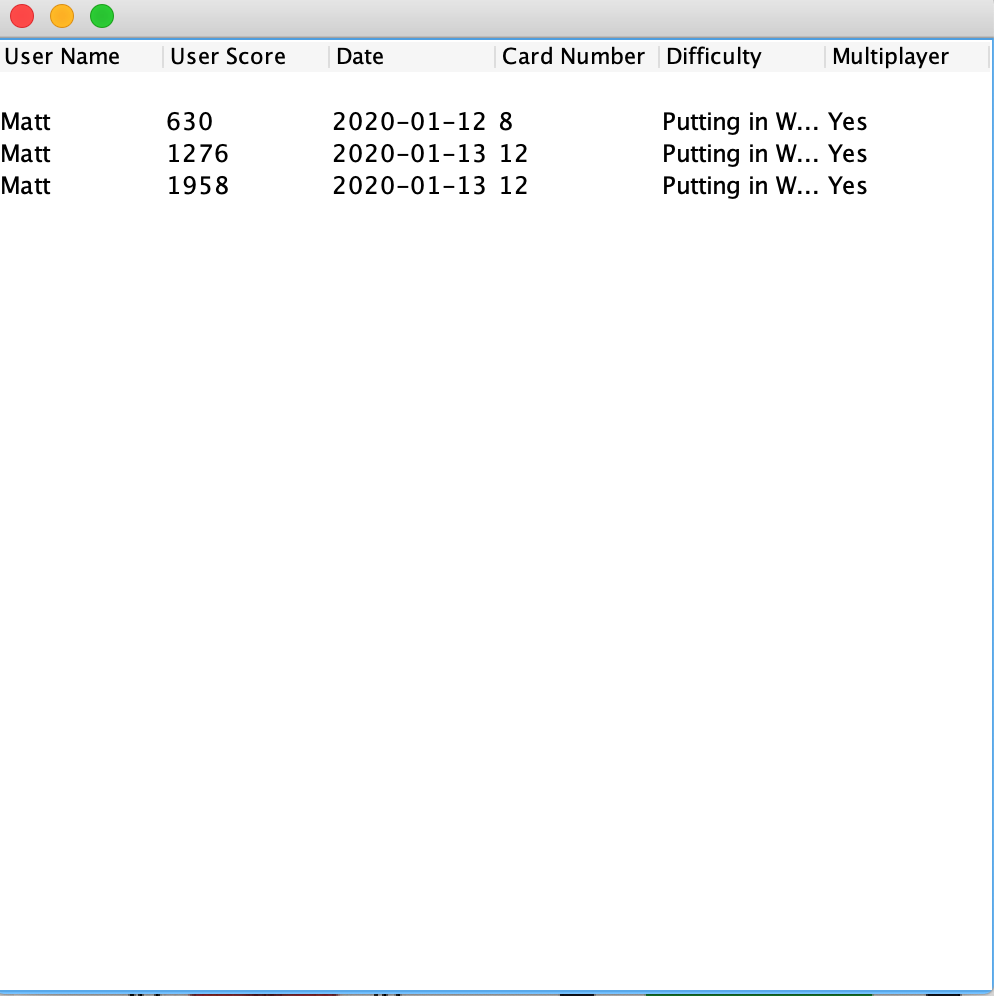 User Name User Score Date Card Number Difficulty Multiplayer
Matt 630 2020-01-12 8 Putting in W... Yes
Matt 1276 2020-01-13 12 Putting in W... Yes
Matt 1958 2020-01-13 12 Putting in W... Yes